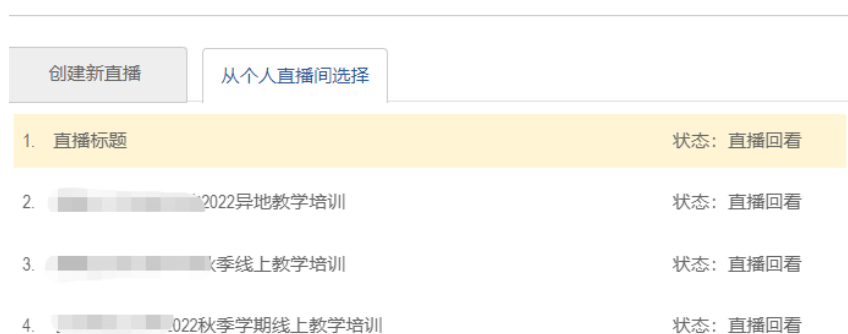 创建新直播 从个人直播间选择
1. 直播标题 状态：直播回看
2. 2022异地教学培训 状态：直播回看
3. 季线上教学培训 状态：直播回看
4. 2022秋季学期线上教学培训 状态：直播回看